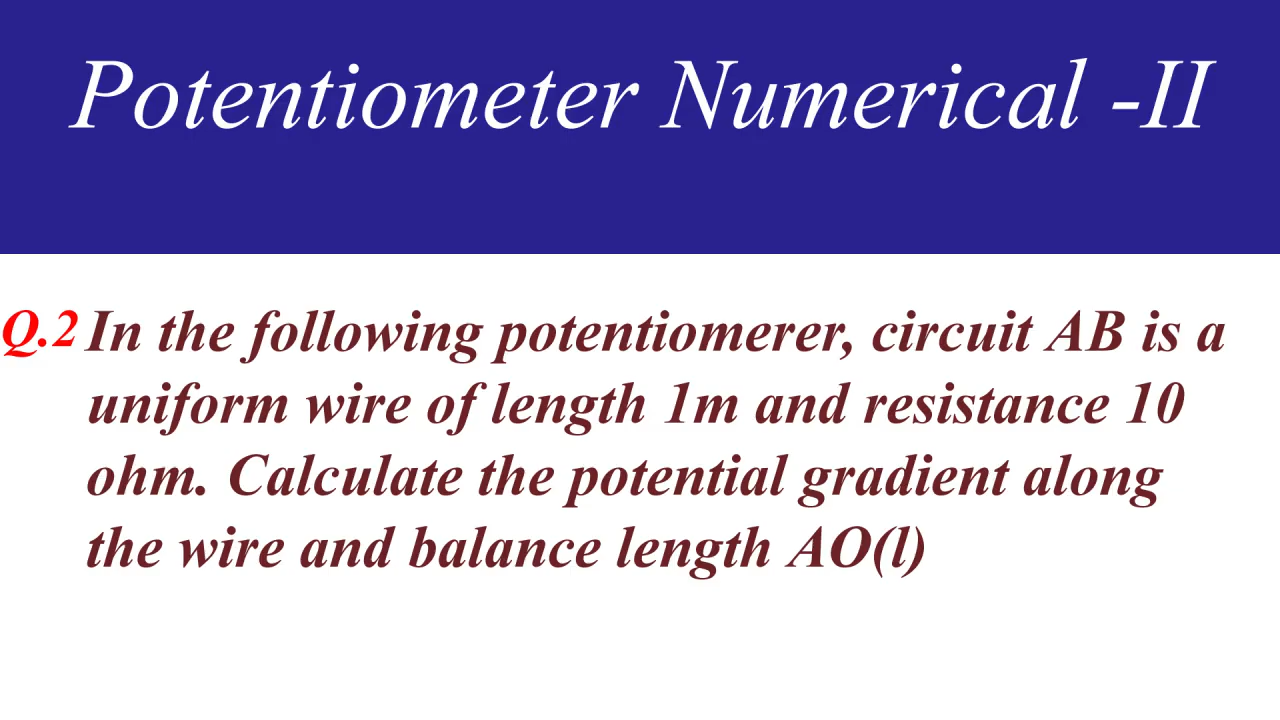 Potentiometer Numerical -II
Q.2 In the following potentiomerer, circuit AB is a
uniform wire of length 1m and resistance 10
ohm. Calculate the potential gradient along
the wire and balance length AO(l)